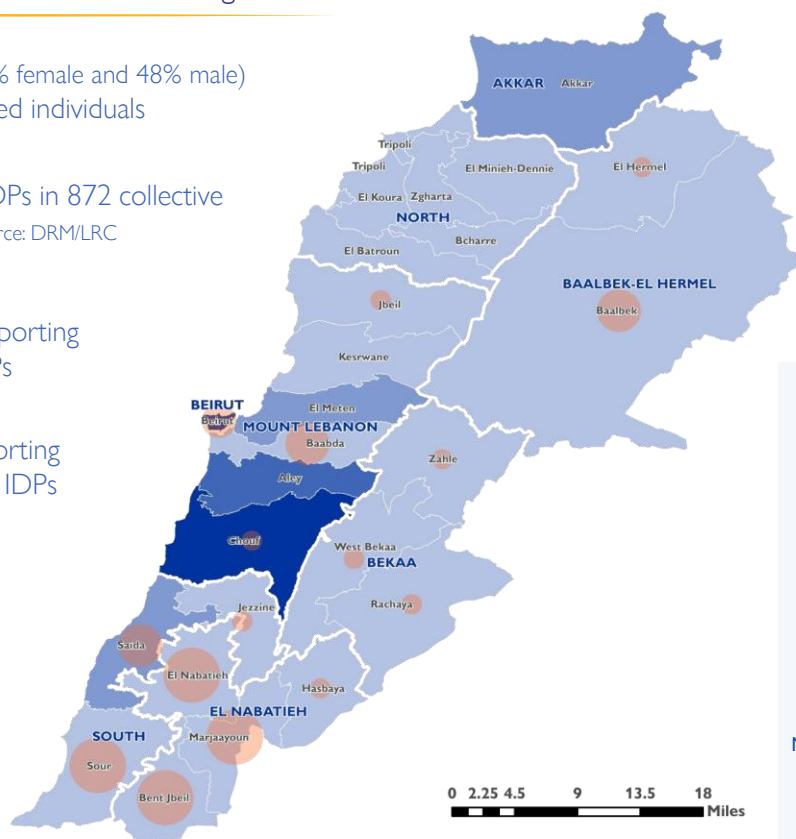 % female and 48% male)
ed individuals
DPs in 872 collective
rce: DRM/LRC
porting
Ps
orting
IDPs
AKKAR Akkar
Tripoli
Tripoli
El Minieh-Dennie
El Hermel
El Koura Zgharta
NORTH
Bcharre
El Batroun
BAALBEK-EL HERMEL
Baalbek
Jbeil
Kesrwane
BEIRUT
Beirut
El Meten
MOUNT LEBANON
Baabda
Zahle
Aley
Chouf
West Bekaa
BEKAA
Rachaya
Jezzine
Saida
El Nabatieh
Hasbaya
EL NABATIEH
SOUTH
Marjaayoun
Sour
Bent Jbeil
0 2.25 4.5 9 13.5 18
Miles